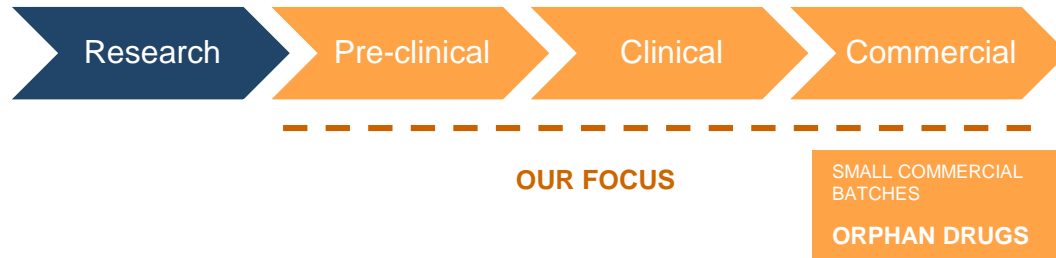 Research
Pre-clinical
Clinical
Commercial
OUR FOCUS
SMALL COMMERCIAL
BATCHES
ORPHAN DRUGS